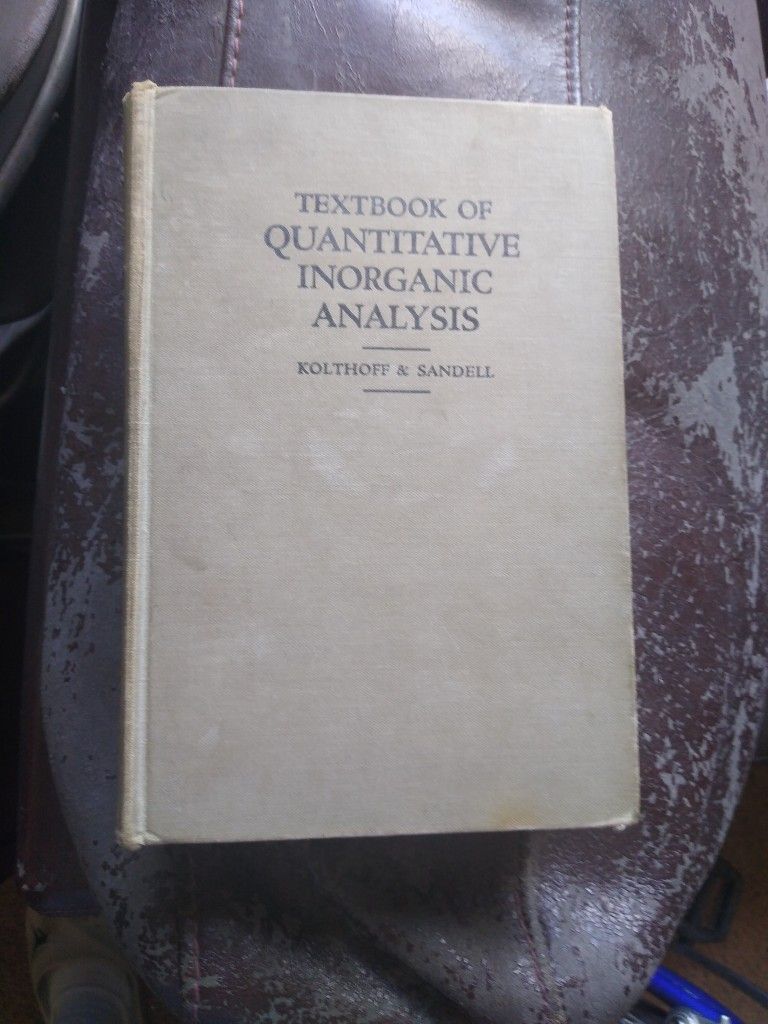 TEXTBOOK OF
QUANTITATIVE
INORGANIC
ANALYSIS
KOLTHOFF & SANDELL